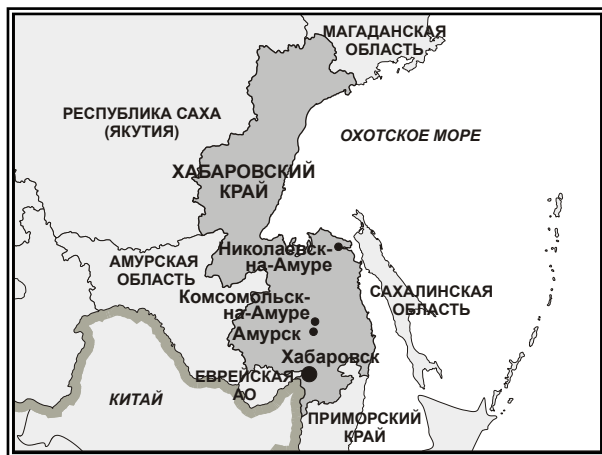 МАГАДАНСКАЯ
ОБЛАСТЬ
РЕСПУБЛИКА САХА
(ЯКУТИЯ)
ОХОТСКОЕ МОРЕ
ХАБАРОВСКИЙ
КРАЙ
Николаевск-
на-Амуре
АМУРСКАЯ
ОБЛАСТЬ
Комсомольск-
на-Амуре
САХАЛИНСКАЯ
ОБЛАСТЬ
Амурск
Хабаровск
ЕВРЕЙСКАЯ
АО
КИТАЙ
ПРИМОРСКИЙ
КРАЙ